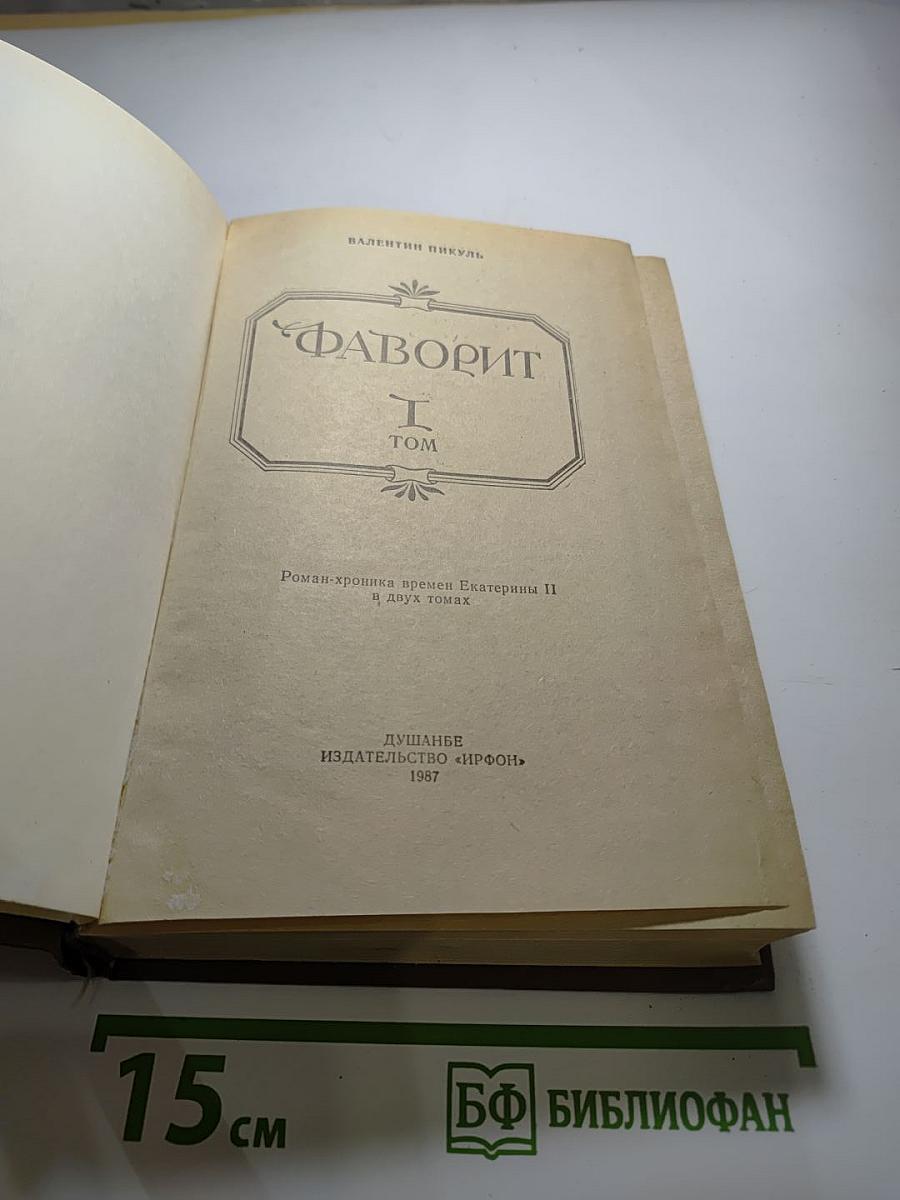 ВАЛЕНТИН ПИКУЛЬ
ФАВОРИТ
I
ТОМ
Роман-хроника времен Екатерины II
в двух томах
ДУШАНБЕ
ИЗДАТЕЛЬСТВО «ИРФОН»
1987
15 см
БФ БИБЛИОФАН